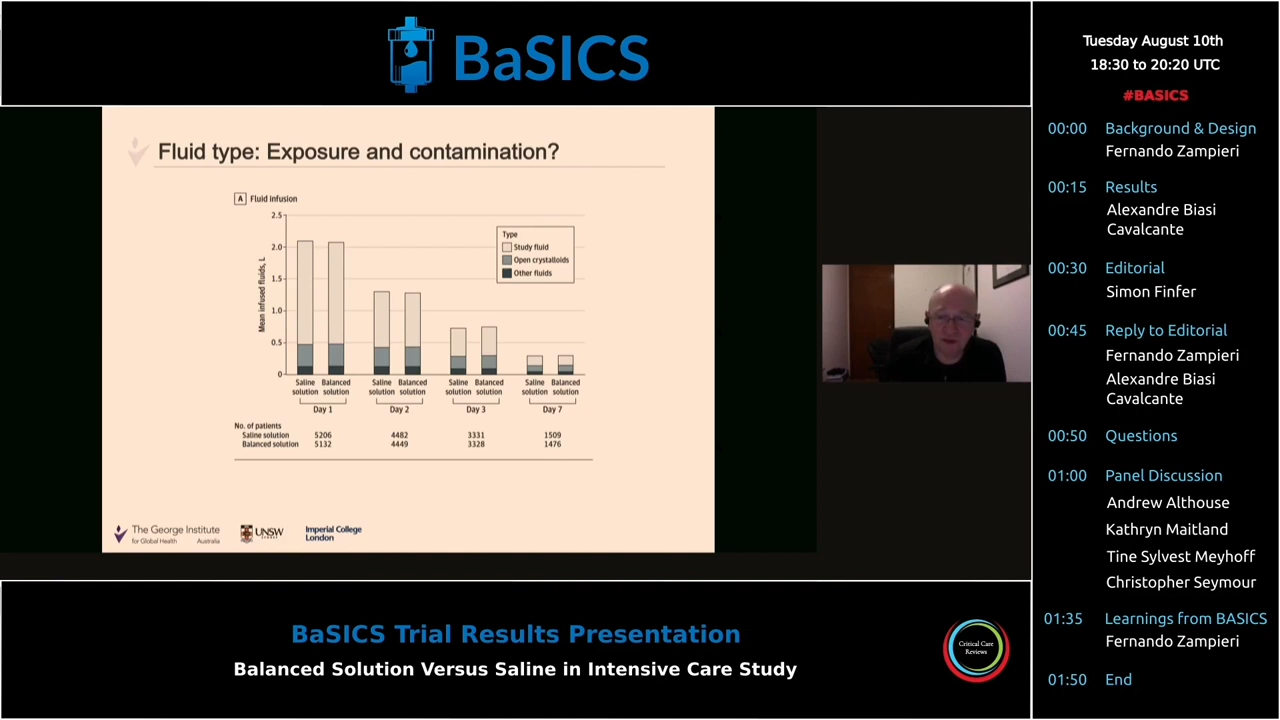 BaSICS
Fluid type: Exposure and contamination?
A Fluid infusion
Mean infused fluids, L
2.5
2.0
1.5
1.0
0.5
0
Type
Study fluid
Open crystalloids
Other fluids
Saline solution Balanced solution Saline solution Balanced solution Saline solution Balanced solution Saline solution Balanced solution
Day 1 Day 2 Day 3 Day 7
No. of patients
Saline solution 5206 4482 3331 1509
Balanced solution 5132 4449 3328 1476
The George Institute
for Global Health Australia
UNSW
SYDNEY
Imperial College
London
BaSICS Trial Results Presentation
Balanced Solution Versus Saline in Intensive Care Study
Critical Care
Reviews
Tuesday August 10th
18:30 to 20:20 UTC
#BASICS
00:00 Background & Design
Fernando Zampieri
00:15 Results
Alexandre Biasi
Cavalcante
00:30 Editorial
Simon Finfer
00:45 Reply to Editorial
Fernando Zampieri
Alexandre Biasi
Cavalcante
00:50 Questions
01:00 Panel Discussion
Andrew Althouse
Kathryn Maitland
Tine Sylvest Meyhoff
Christopher Seymour
01:35 Learnings from BASICS
Fernando Zampieri
01:50 End